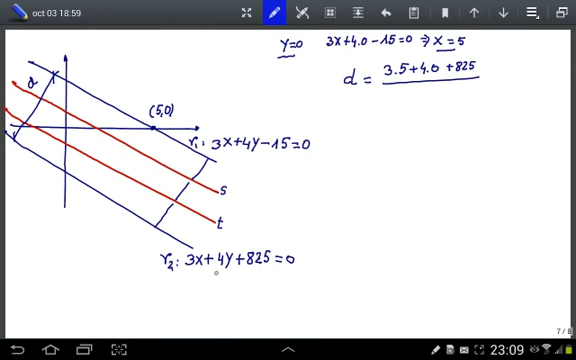 oct 03 18:59
y=0 3x+4.0-15=0 ⇒ x=5
d = 3.5+4.0+825
d
(5,0)
r1: 3x+4y-15=0
s
t
r2: 3x+4y+825=0
7/8
23:09